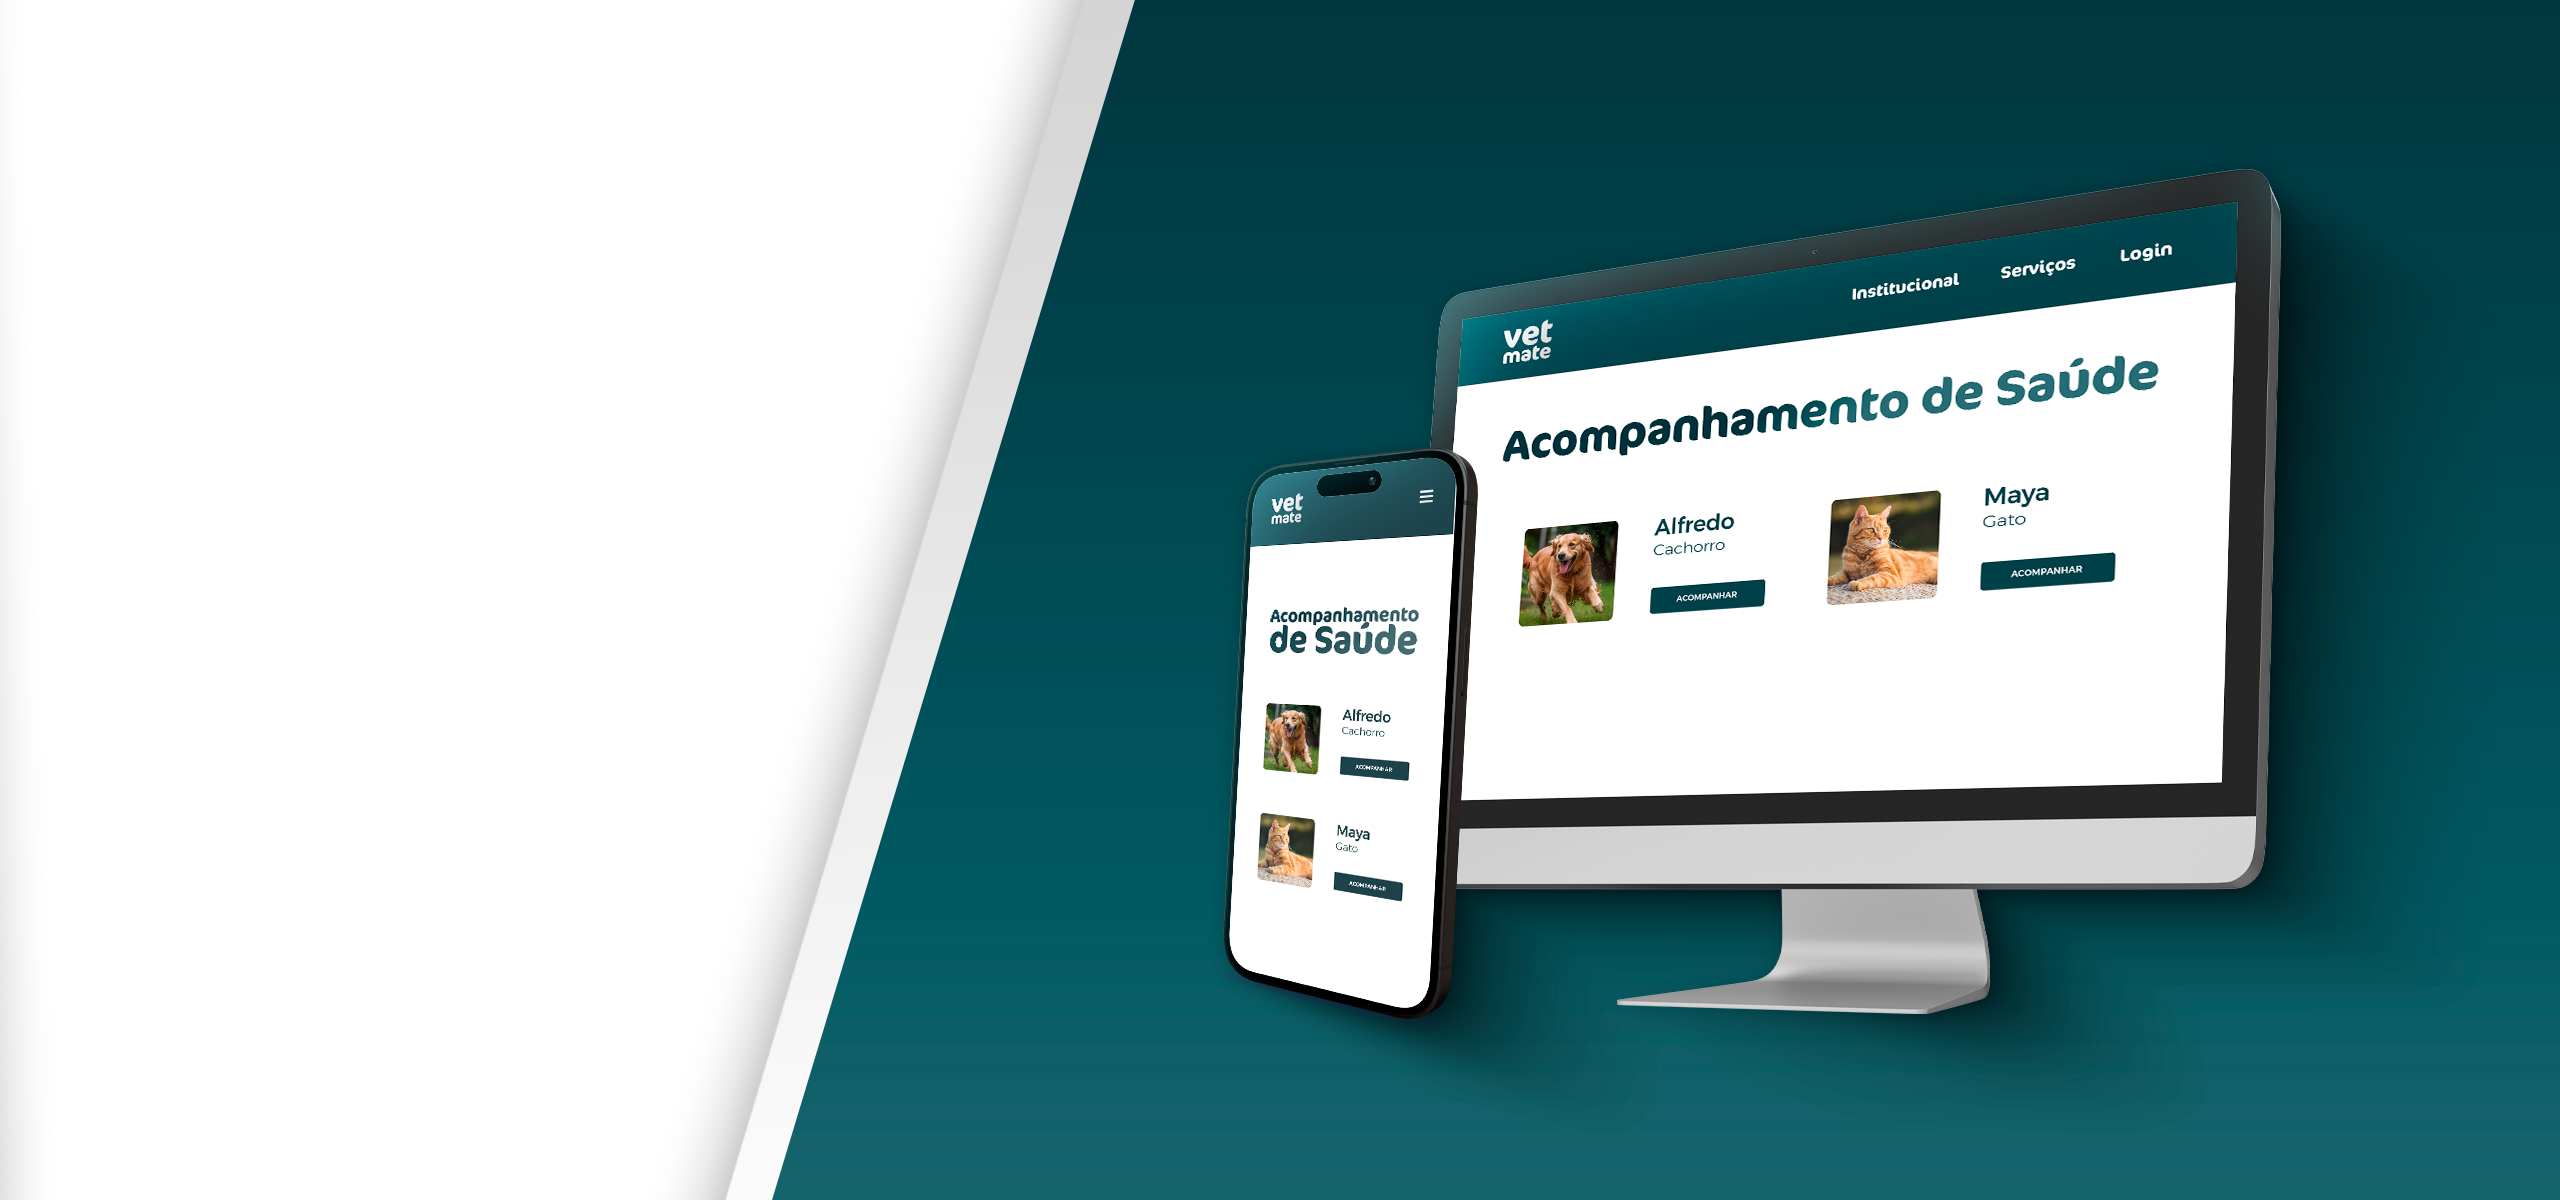 vet
mate
Institucional
Serviços
Login
Acompanhamento de Saúde
Alfredo
Cachorro
ACOMPANHAR
Maya
Gato
ACOMPANHAR
vet
mate
Acompanhamento
de Saúde
Alfredo
Cachorro
ACOMPANHAR
Maya
Gato
ACOMPANHAR